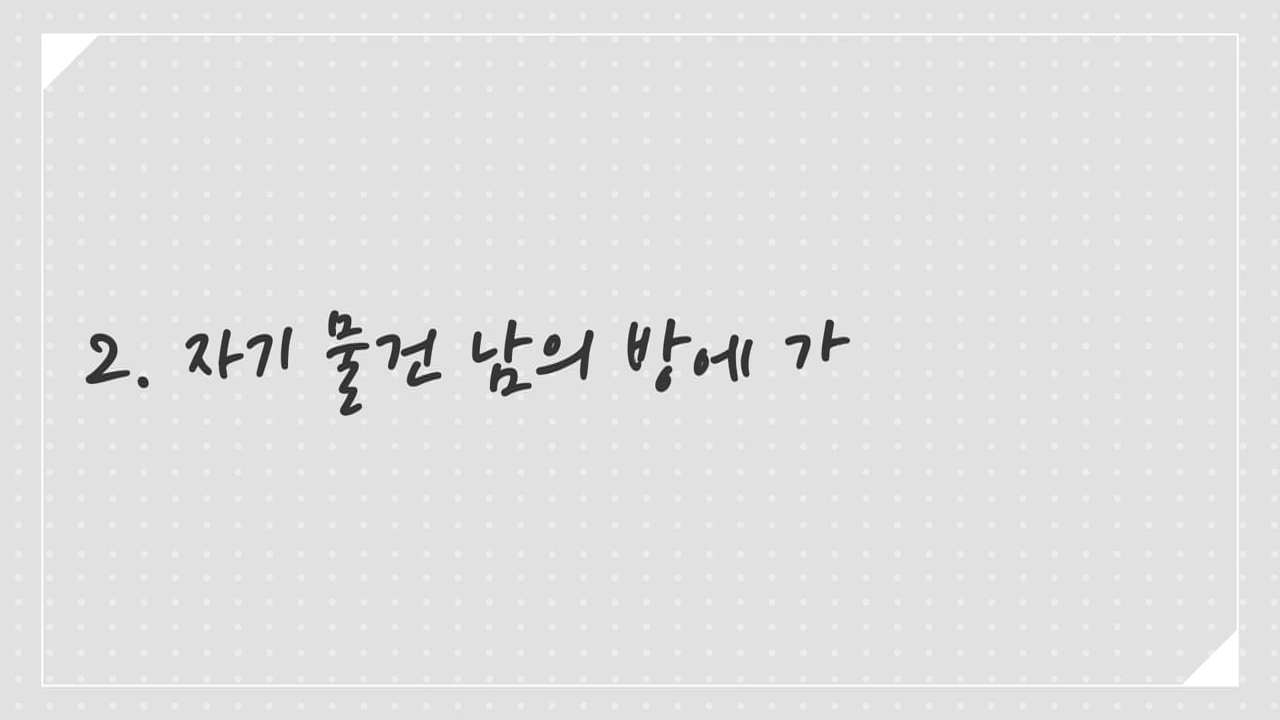 2. 자기 물건 남의 방에 가